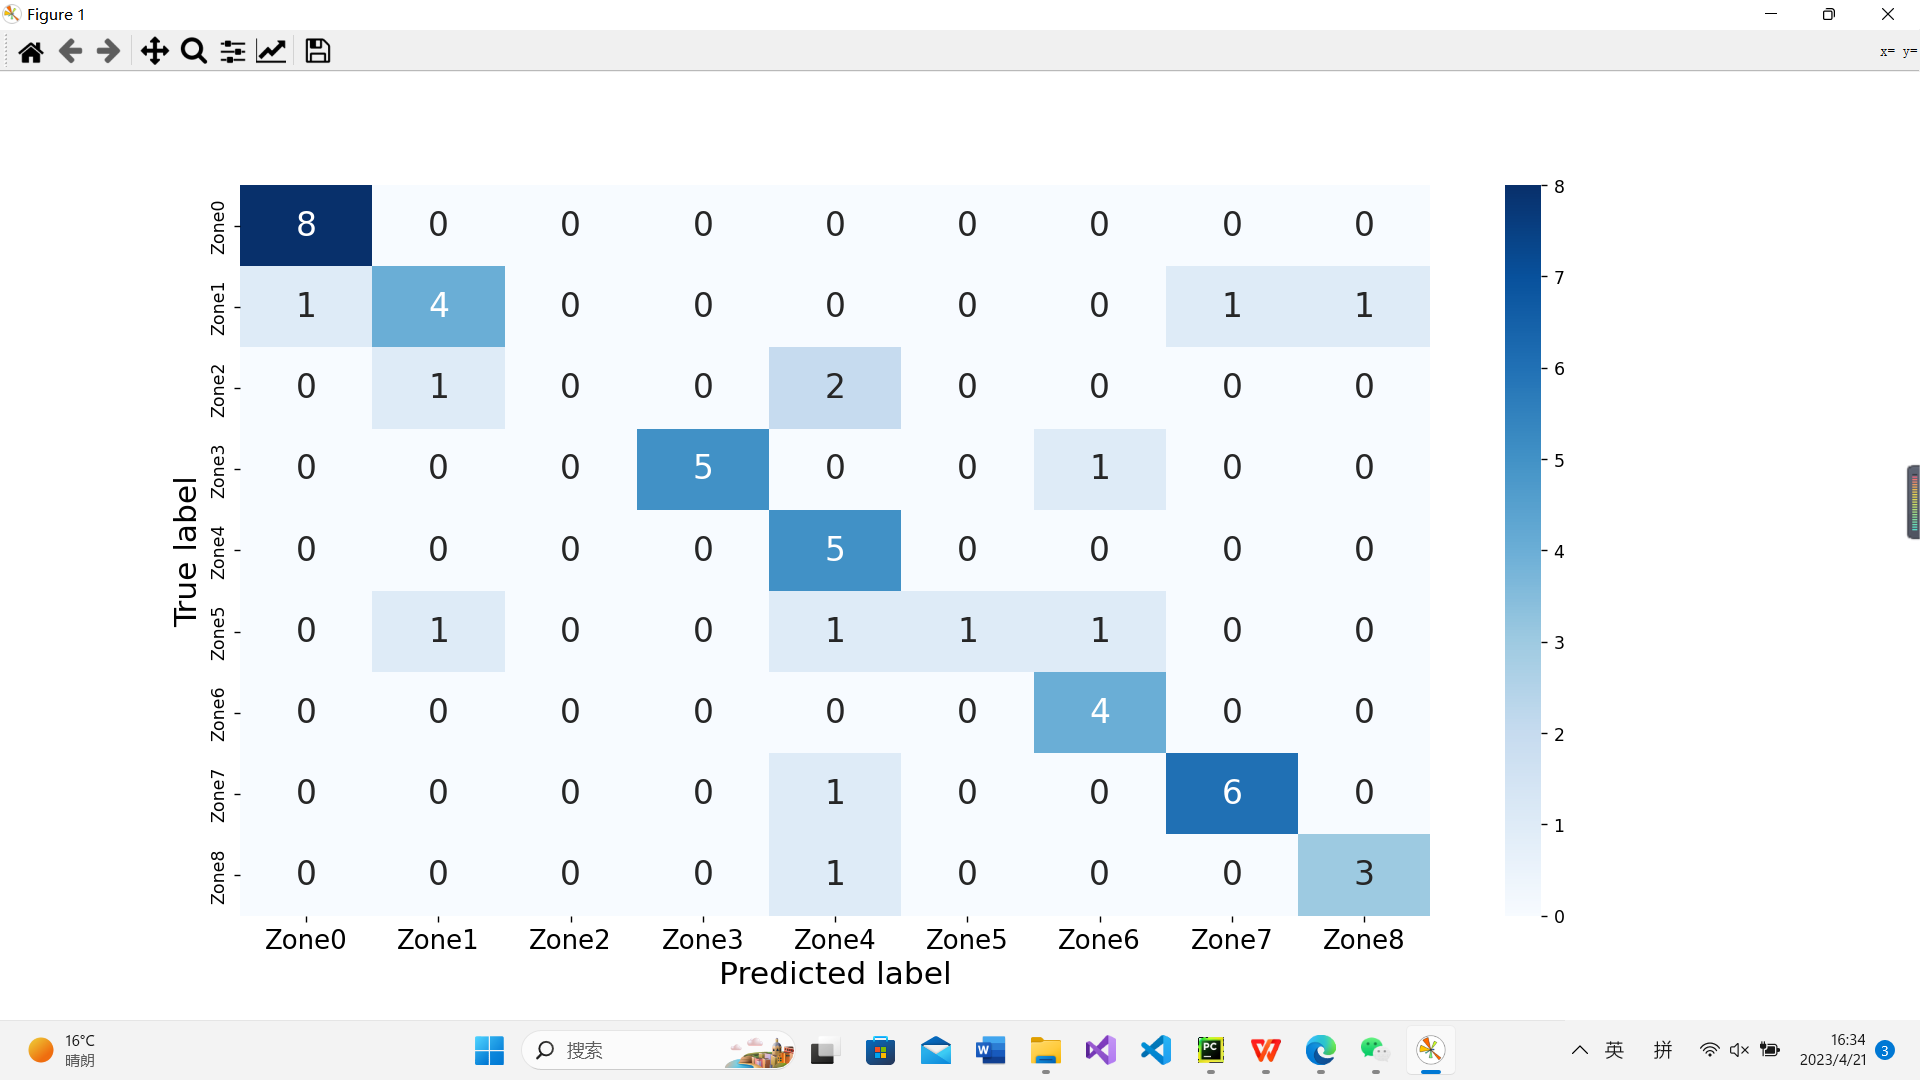 Figure 1
x= y=
Zone0 8 0 0 0 0 0 0 0 0
Zone1 1 4 0 0 0 0 0 1 1
Zone2 0 1 0 0 2 0 0 0 0
Zone3 0 0 0 5 0 0 1 0 0
Zone4 0 0 0 0 5 0 0 0 0
Zone5 0 1 0 0 1 1 1 0 0
Zone6 0 0 0 0 0 0 4 0 0
Zone7 0 0 0 0 1 0 0 6 0
Zone8 0 0 0 0 1 0 0 0 3
True label
Zone0 Zone1 Zone2 Zone3 Zone4 Zone5 Zone6 Zone7 Zone8
Predicted label
8
7
6
5
4
3
2
1
0
16°C
晴朗
搜索
W
PC
英
拼
16:34
2023/4/21
3